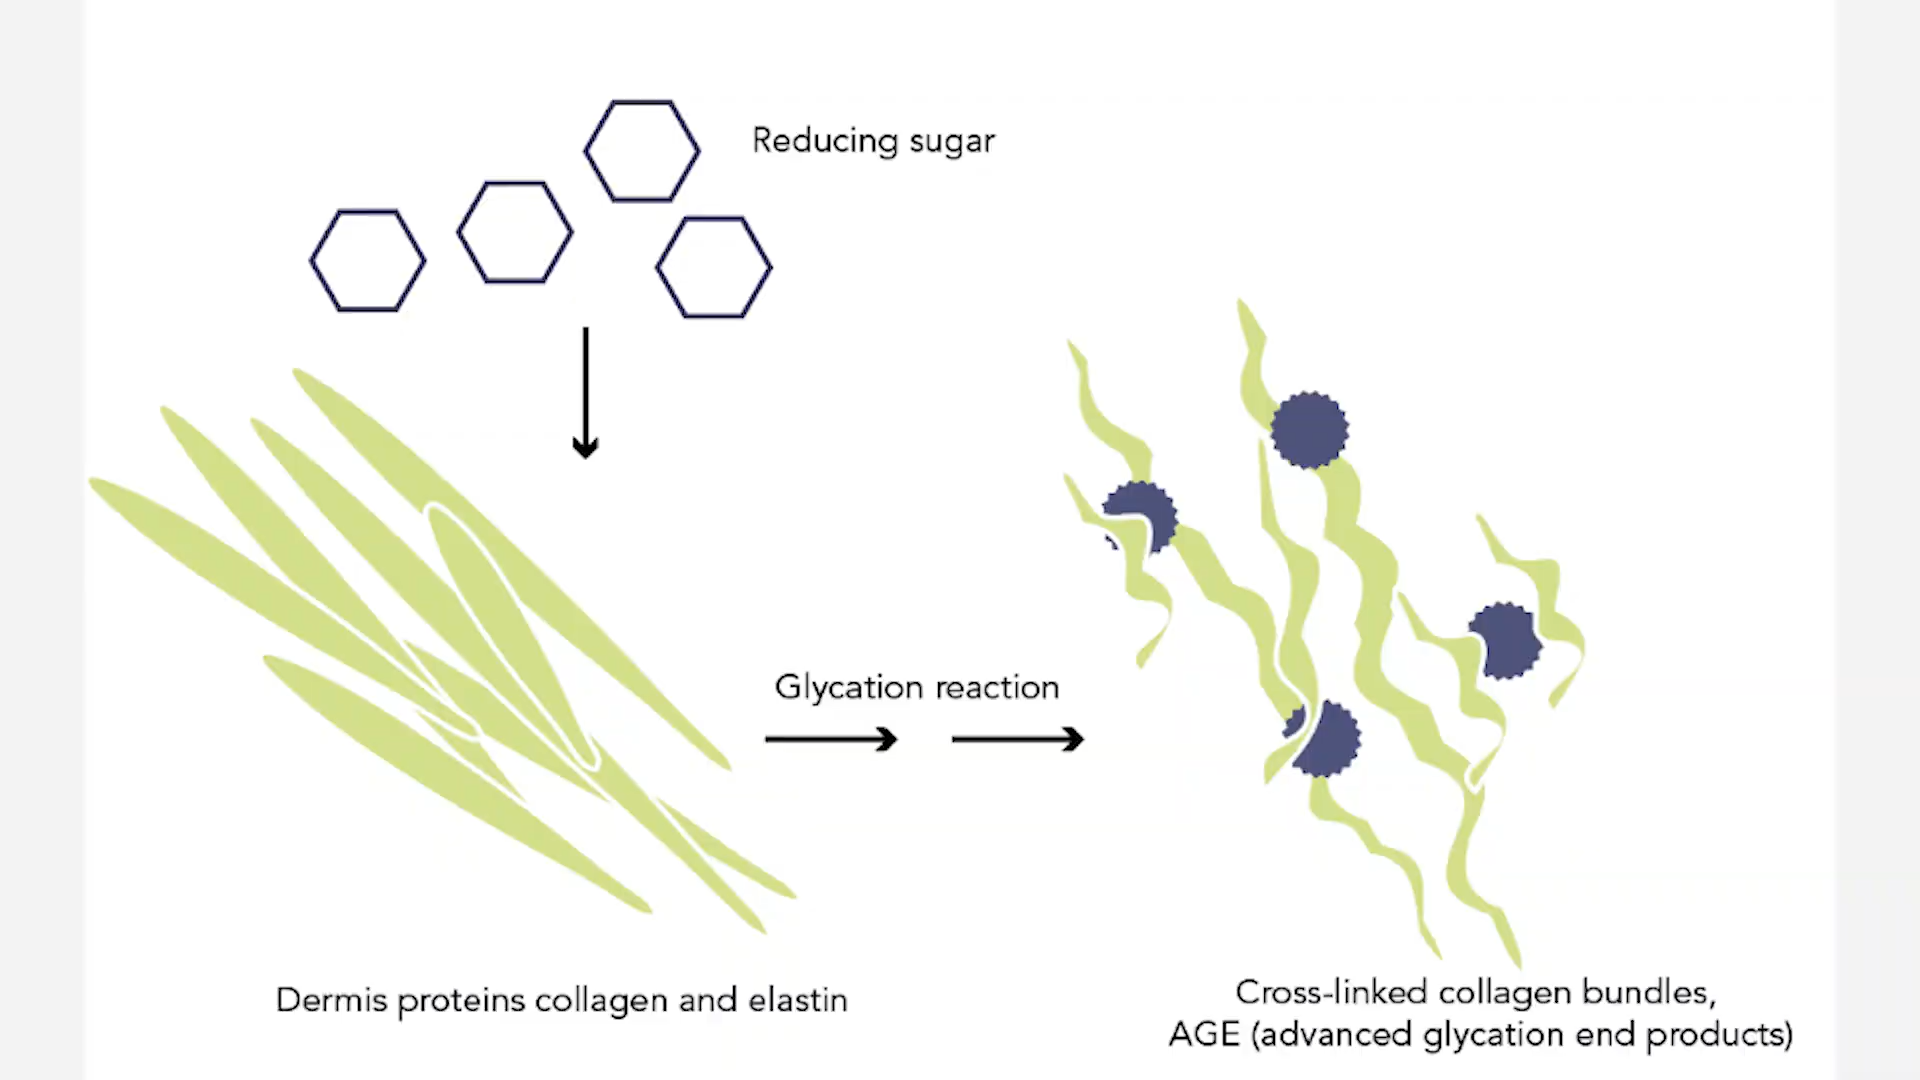 Reducing sugar
Glycation reaction
Dermis proteins collagen and elastin
Cross-linked collagen bundles,
AGE (advanced glycation end products)